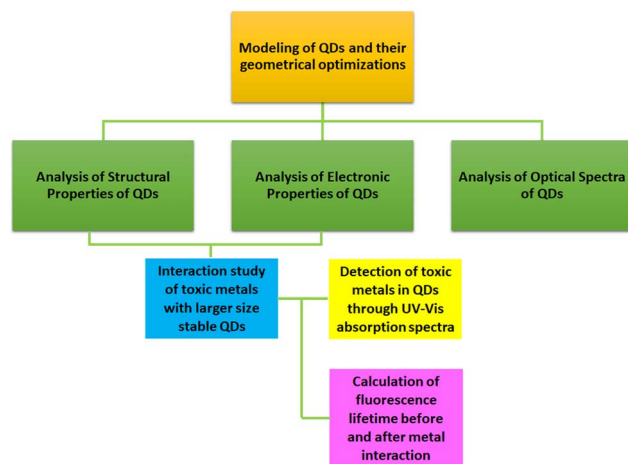 Modeling of QDs and their
geometrical optimizations
Analysis of Structural
Properties of QDs
Analysis of Electronic
Properties of QDs
Analysis of Optical Spectra
of QDs
Interaction study
of toxic metals
with larger size
stable QDs
Detection of toxic
metals in QDs
through UV-Vis
absorption spectra
Calculation of
fluorescence
lifetime before
and after metal
interaction